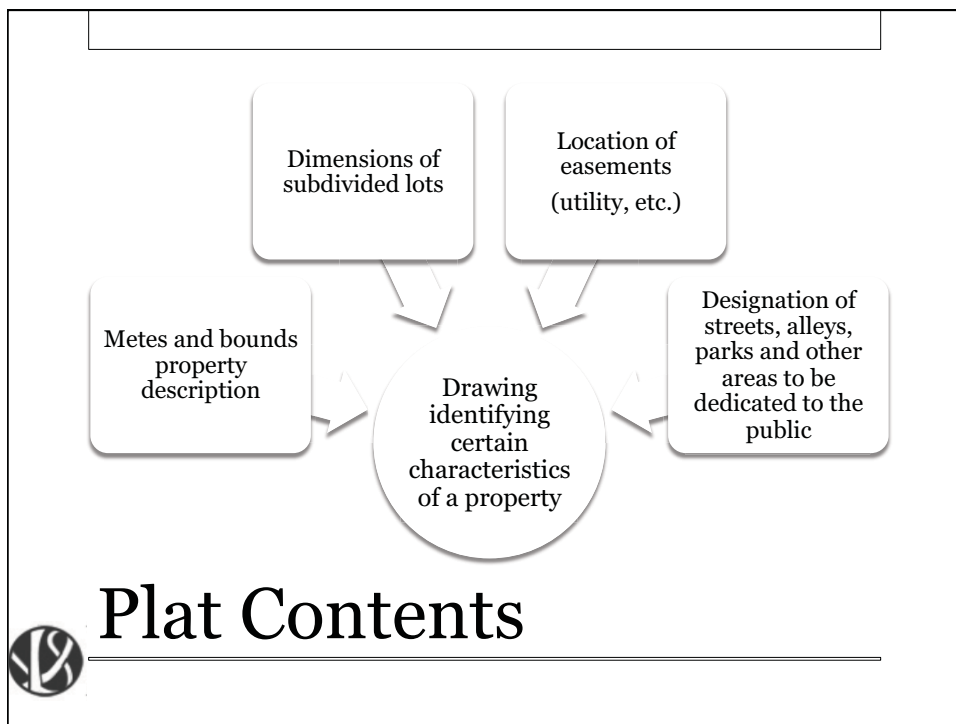 Dimensions of
subdivided lots
Location of
easements
(utility, etc.)
Metes and bounds
property
description
Designation of
streets, alleys,
parks and other
areas to be
dedicated to the
public
Drawing
identifying
certain
characteristics
of a property
Plat Contents